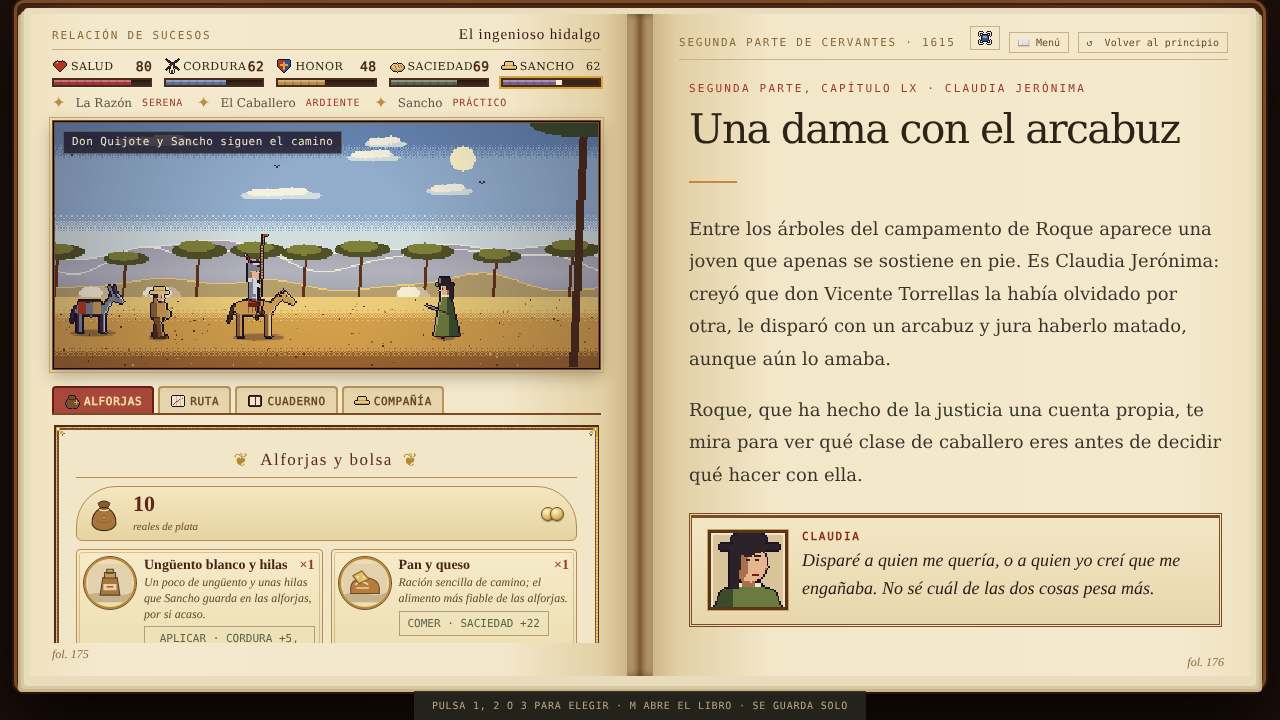 RELACIÓN DE SUCESOS
El ingenioso hidalgo
SALUD 80
CORDURA 62
HONOR 48
SACIEDAD 69
SANCHO 62
La Razón SERENA
El Caballero ARDIENTE
Sancho PRÁCTICO
Don Quijote y Sancho siguen el camino
ALFORJAS
RUTA
CUADERNO
COMPAÑÍA
Alforjas y bolsa
10
reales de plata
Ungüento blanco y hilas ×1
Un poco de ungüento y unas hilas
que Sancho guarda en las alforjas,
por si acaso.
APLICAR · CORDURA +5,
Pan y queso ×1
Ración sencilla de camino; el
alimento más fiable de las alforjas.
COMER · SACIEDAD +22
fol. 175
SEGUNDA PARTE DE CERVANTES · 1615
Menú
↺ Volver al principio
SEGUNDA PARTE, CAPÍTULO LX · CLAUDIA JERÓNIMA
Una dama con el arcabuz
Entre los árboles del campamento de Roque aparece una
joven que apenas se sostiene en pie. Es Claudia Jerónima:
creyó que don Vicente Torrellas la había olvidado por
otra, le disparó con un arcabuz y jura haberlo matado,
aunque aún lo amaba.
Roque, que ha hecho de la justicia una cuenta propia, te
mira para ver qué clase de caballero eres antes de decidir
qué hacer con ella.
CLAUDIA
Disparé a quien me quería, o a quien yo creí que me
engañaba. No sé cuál de las dos cosas pesa más.
fol. 176
PULSA 1, 2 O 3 PARA ELEGIR · M ABRE EL LIBRO · SE GUARDA SOLO